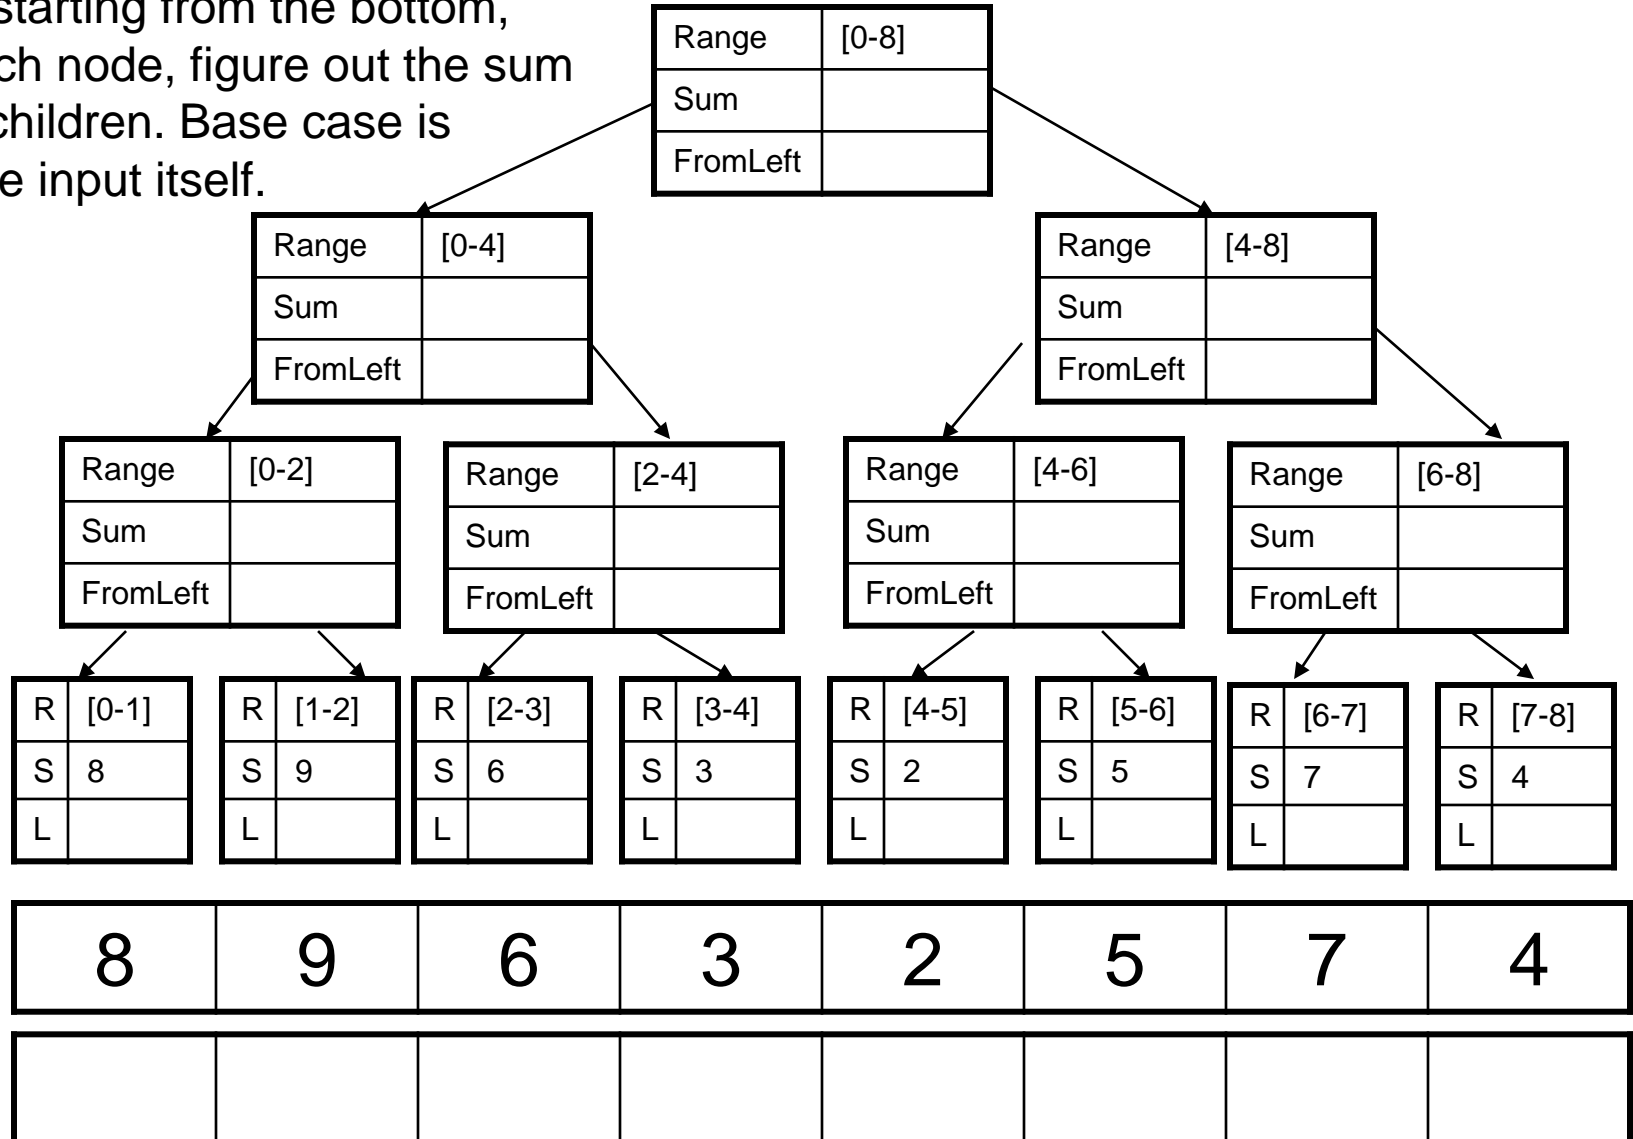 starting from the bottom,
ch node, figure out the sum
children. Base case is
e input itself.
Range [0-8]
Sum
FromLeft
Range [0-4]
Sum
FromLeft
Range [4-8]
Sum
FromLeft
Range [0-2]
Sum
FromLeft
Range [2-4]
Sum
FromLeft
Range [4-6]
Sum
FromLeft
Range [6-8]
Sum
FromLeft
R [0-1]
S 8
L
R [1-2]
S 9
L
R [2-3]
S 6
L
R [3-4]
S 3
L
R [4-5]
S 2
L
R [5-6]
S 5
L
R [6-7]
S 7
L
R [7-8]
S 4
L
8 9 6 3 2 5 7 4